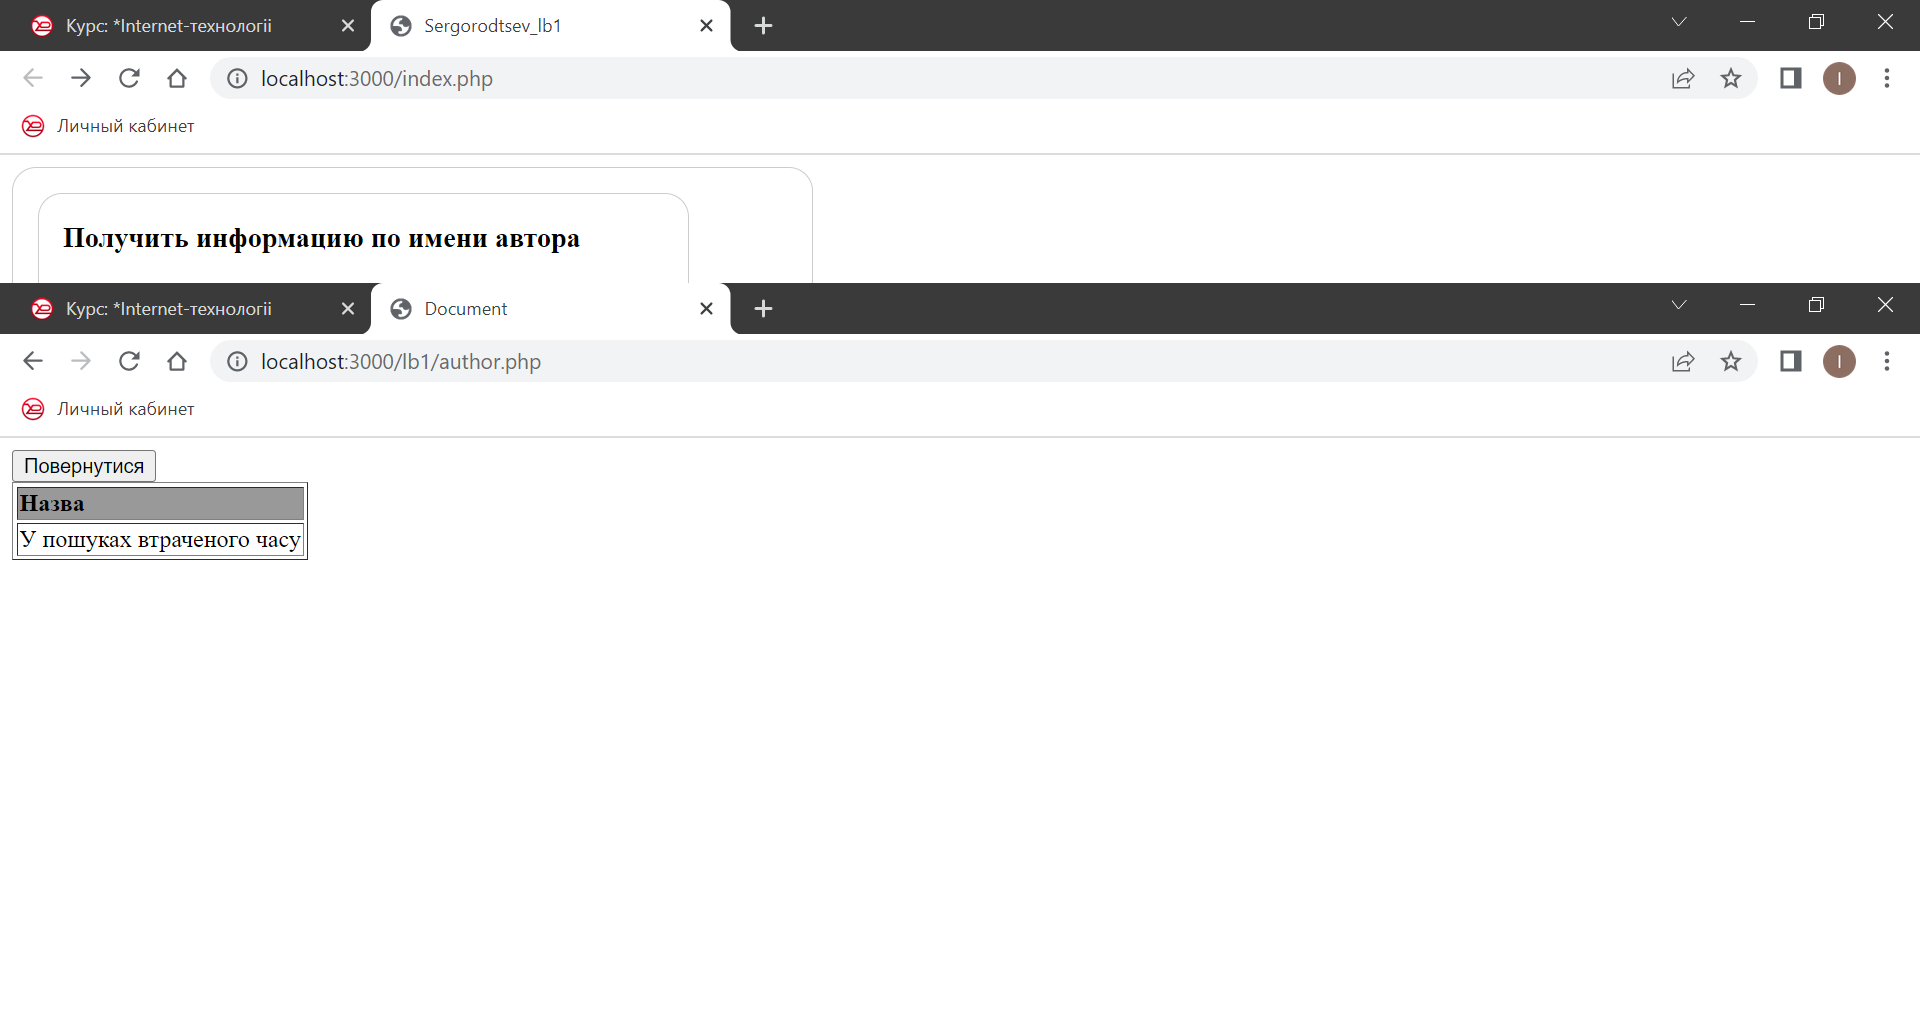 Курс: *Internet-технології
Sergorodtsev_lb1
localhost:3000/index.php
I
Личный кабинет
Получить информацию по имени автора
Курс: *Internet-технології
Document
localhost:3000/lb1/author.php
I
Личный кабинет
Повернутися
Назва
У пошуках втраченого часу